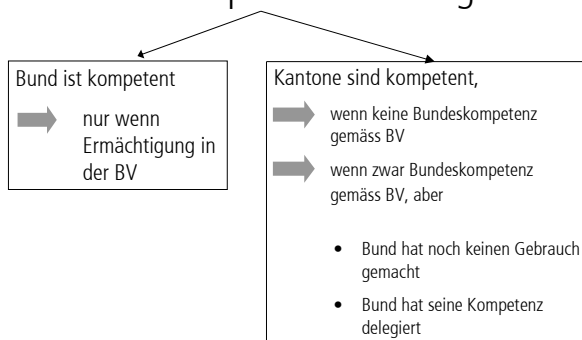 Bund ist kompetent
nur wenn
Ermächtigung in
der BV
Kantone sind kompetent,
wenn keine Bundeskompetenz
gemäss BV
wenn zwar Bundeskompetenz
gemäss BV, aber
• Bund hat noch keinen Gebrauch
gemacht
• Bund hat seine Kompetenz
delegiert